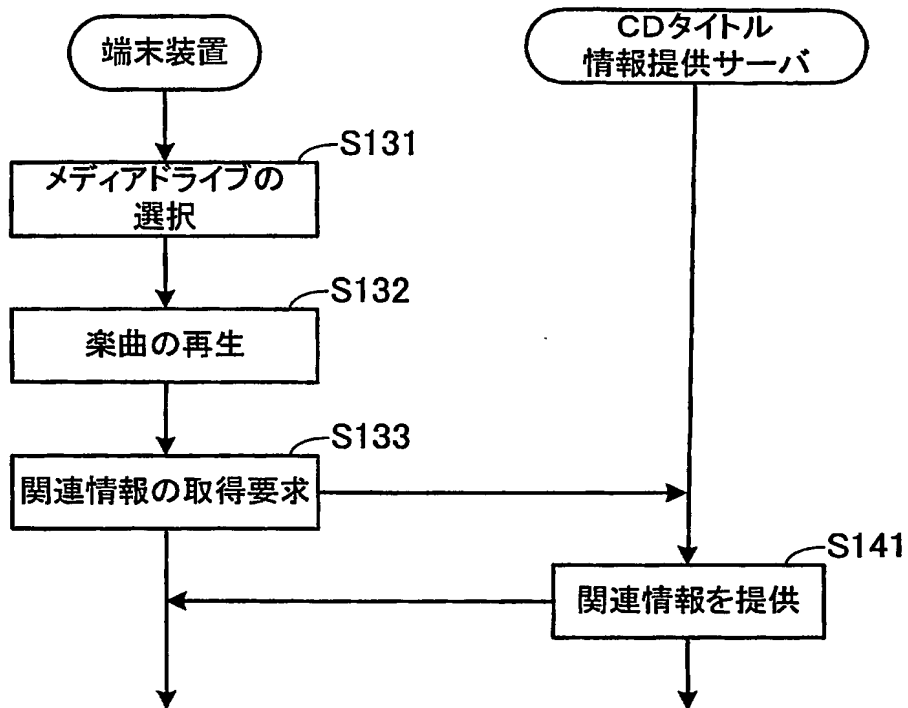 端末装置
CDタイトル
情報提供サーバ
S131
メディアドライブの
選択
S132
楽曲の再生
S133
関連情報の取得要求
S141
関連情報を提供